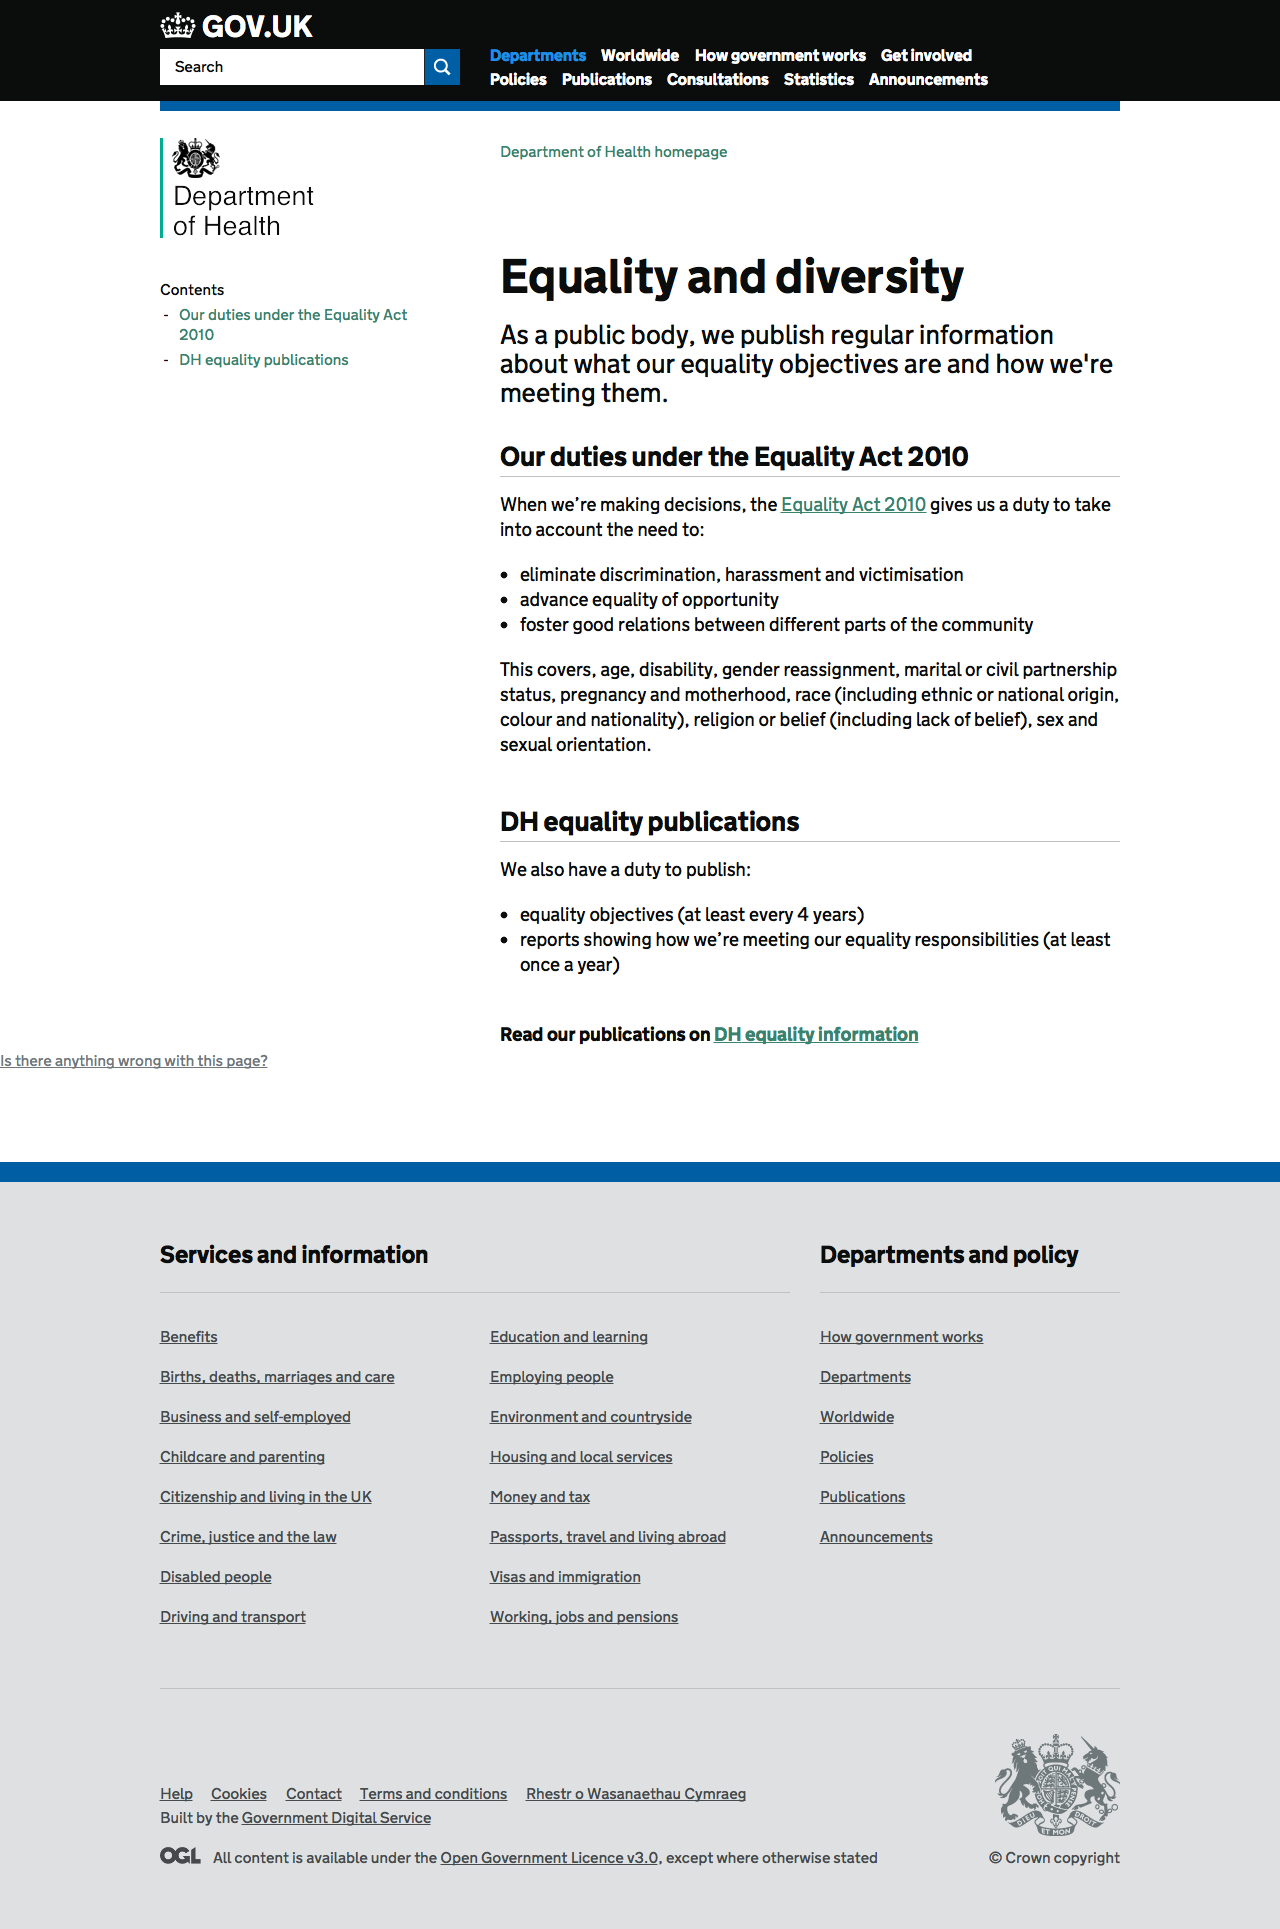 GOV.UK
Search
Departments Worldwide How government works Get involved
Policies Publications Consultations Statistics Announcements
Department
of Health
Department of Health homepage
Contents
- Our duties under the Equality Act
2010
- DH equality publications
Equality and diversity
As a public body, we publish regular information
about what our equality objectives are and how we're
meeting them.
Our duties under the Equality Act 2010
When we’re making decisions, the Equality Act 2010 gives us a duty to take
into account the need to:
• eliminate discrimination, harassment and victimisation
• advance equality of opportunity
• foster good relations between different parts of the community
This covers, age, disability, gender reassignment, marital or civil partnership
status, pregnancy and motherhood, race (including ethnic or national origin,
colour and nationality), religion or belief (including lack of belief), sex and
sexual orientation.
DH equality publications
We also have a duty to publish:
• equality objectives (at least every 4 years)
• reports showing how we’re meeting our equality responsibilities (at least
once a year)
Read our publications on DH equality information
Is there anything wrong with this page?
Services and information
Benefits
Births, deaths, marriages and care
Business and self-employed
Childcare and parenting
Citizenship and living in the UK
Crime, justice and the law
Disabled people
Driving and transport
Education and learning
Employing people
Environment and countryside
Housing and local services
Money and tax
Passports, travel and living abroad
Visas and immigration
Working, jobs and pensions
Departments and policy
How government works
Departments
Worldwide
Policies
Publications
Announcements
Help Cookies Contact Terms and conditions Rhestr o Wasanaethau Cymraeg
Built by the Government Digital Service
OGL All content is available under the Open Government Licence v3.0, except where otherwise stated
DIEU ET MON DROIT
© Crown copyright